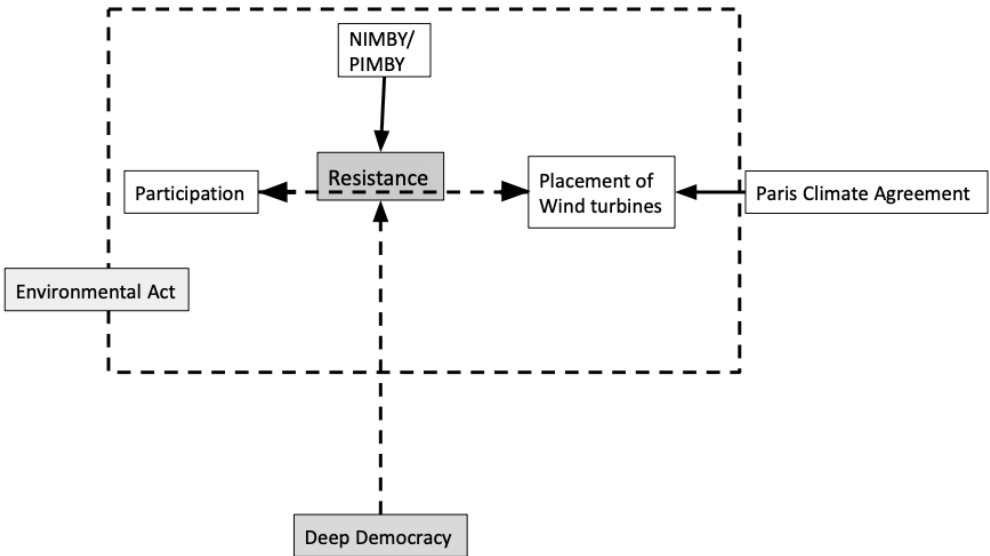 NIMBY/
PIMBY
Resistance
Participation
Placement of
Wind turbines
Paris Climate Agreement
Environmental Act
Deep Democracy